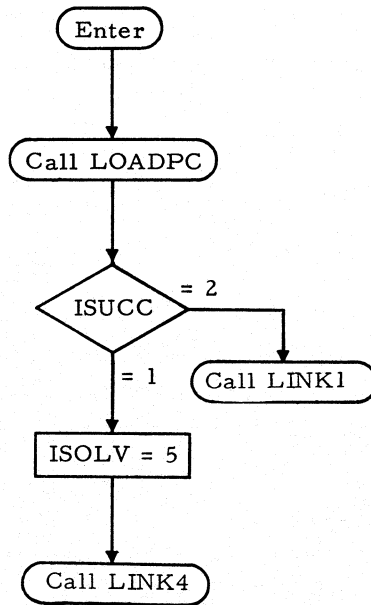 Enter
Call LOADPC
ISUCC
= 2
= 1
Call LINK1
ISOLV = 5
Call LINK4